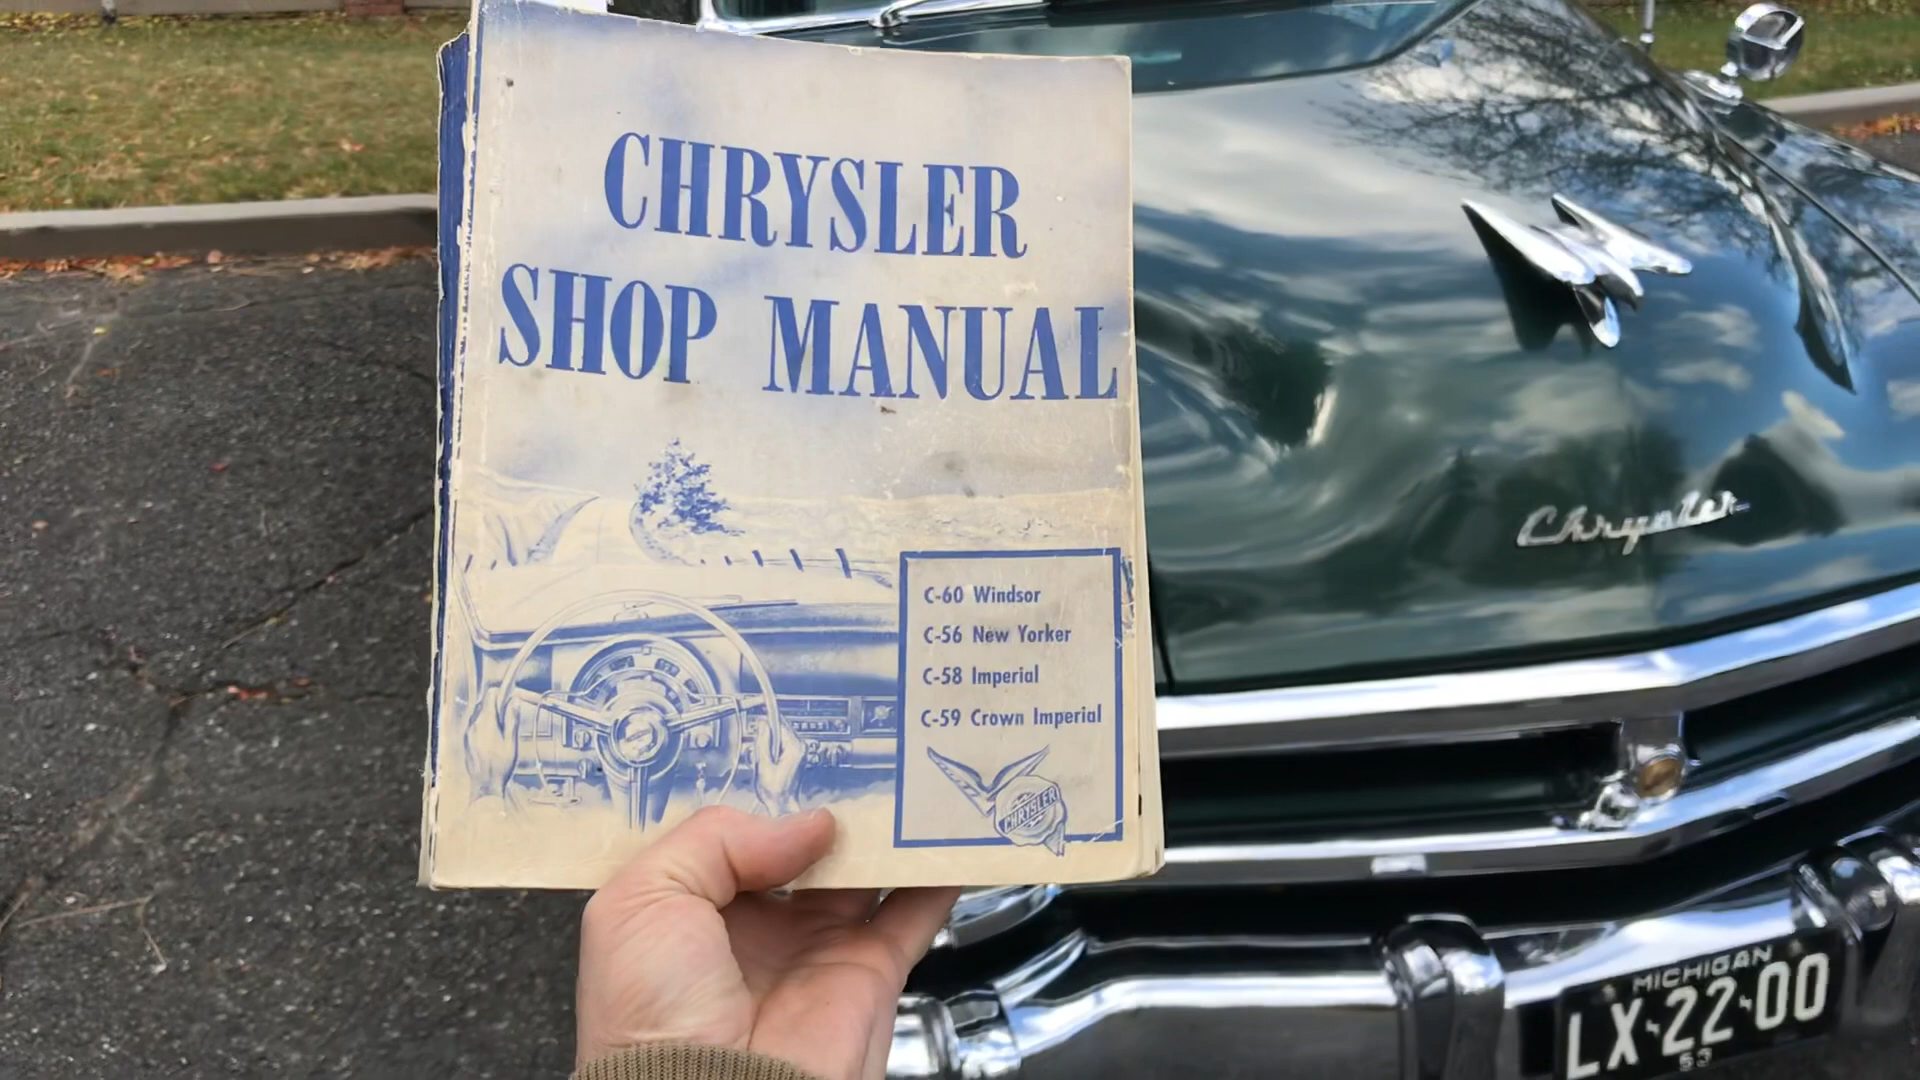 CHRYSLER
SHOP MANUAL
C-60 Windsor
C-56 New Yorker
C-58 Imperial
C-59 Crown Imperial
CHRYSLER
Chrysler
MICHIGAN
LX-22-00
53